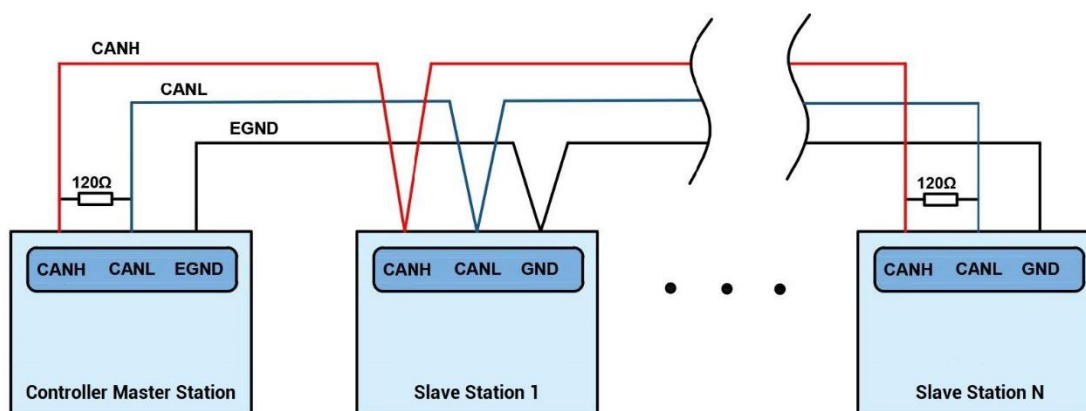 CANH
CANL
EGND
120Ω
120Ω
CANH CANL EGND
CANH CANL GND
CANH CANL GND
Controller Master Station
Slave Station 1
Slave Station N